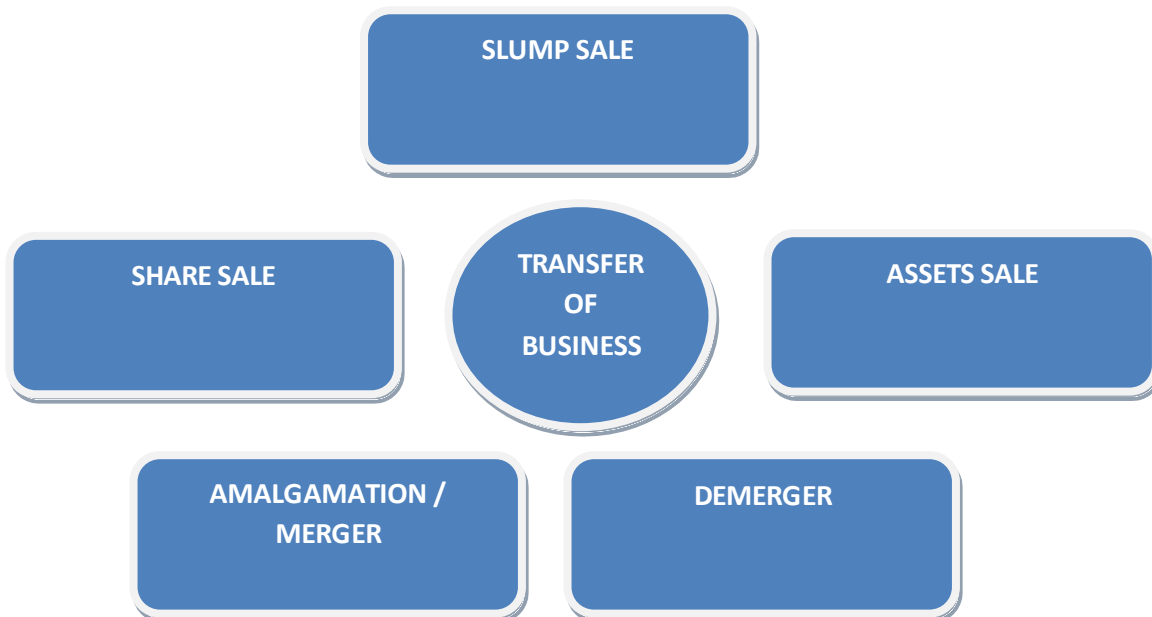 SLUMP SALE
SHARE SALE
TRANSFER
OF
BUSINESS
ASSETS SALE
AMALGAMATION /
MERGER
DEMERGER